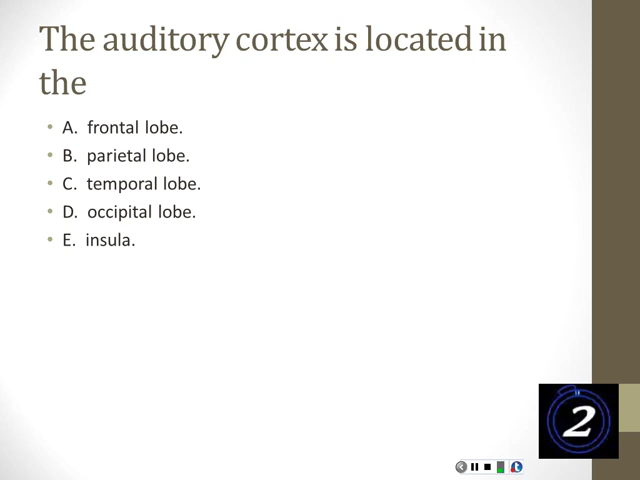 The auditory cortex is located in
the
• A. frontal lobe.
• B. parietal lobe.
• C. temporal lobe.
• D. occipital lobe.
• E. insula.
2